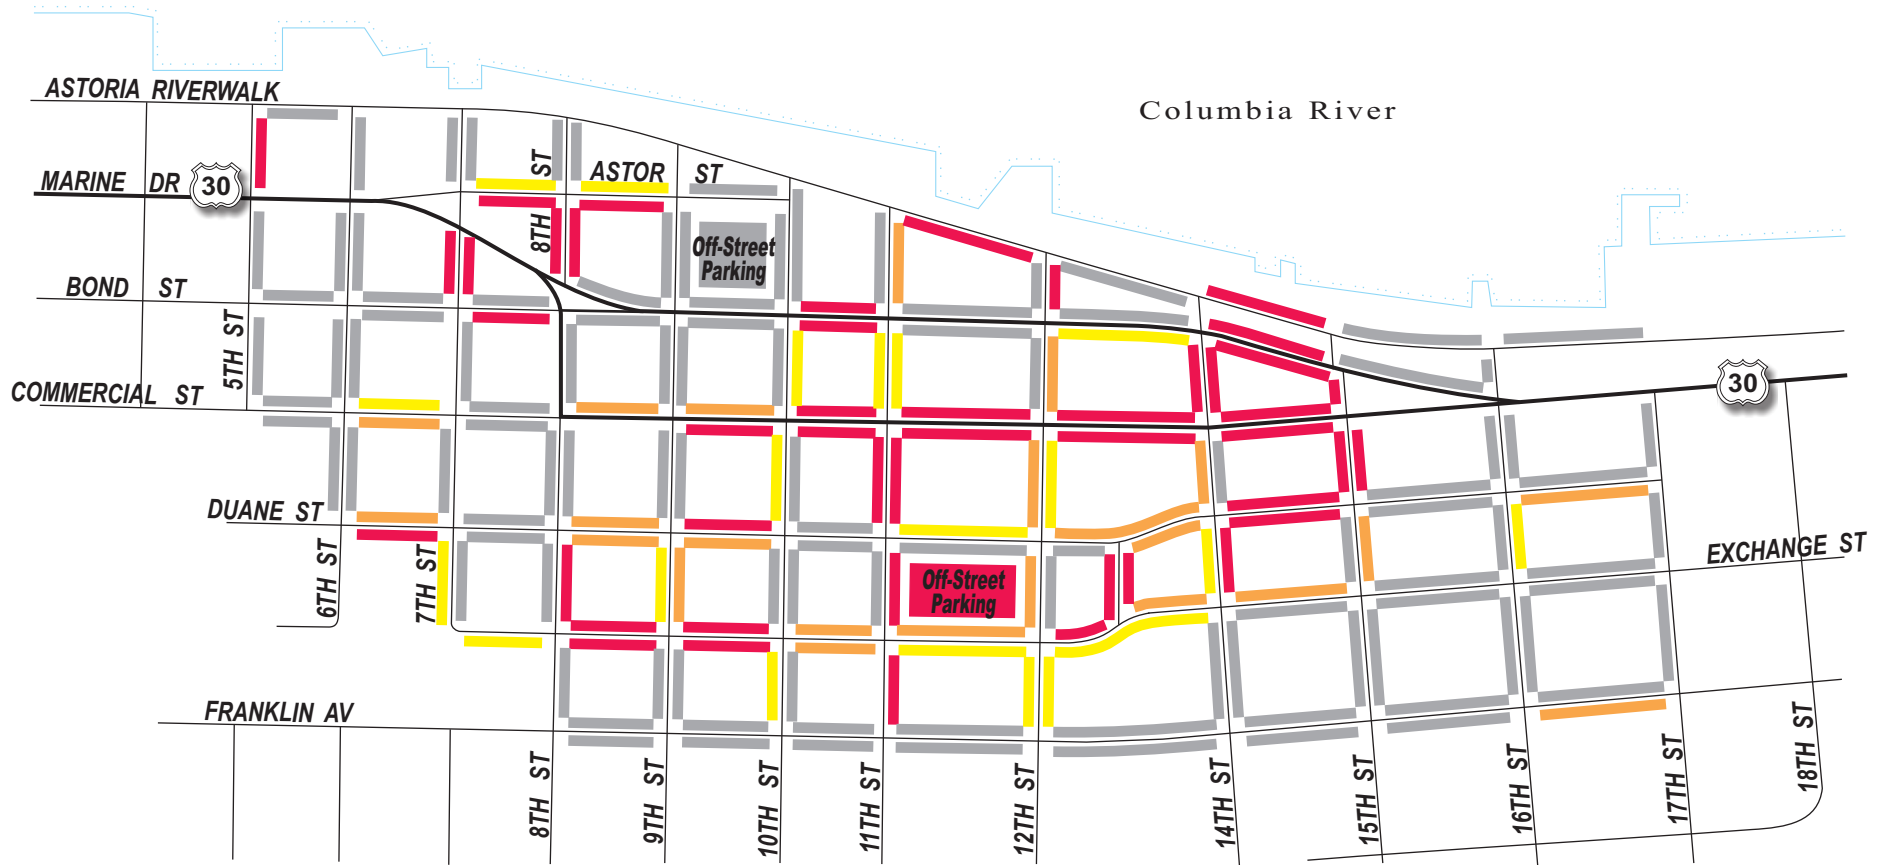 ASTORIA RIVERWALK
Columbia River
MARINE DR 30
8TH ST
ASTOR ST
Off-Street
Parking
BOND ST
5TH ST
COMMERCIAL ST
30
DUANE ST
6TH ST
7TH ST
Off-Street
Parking
EXCHANGE ST
FRANKLIN AV
8TH ST
9TH ST
10TH ST
11TH ST
12TH ST
14TH ST
15TH ST
16TH ST
17TH ST
18TH ST